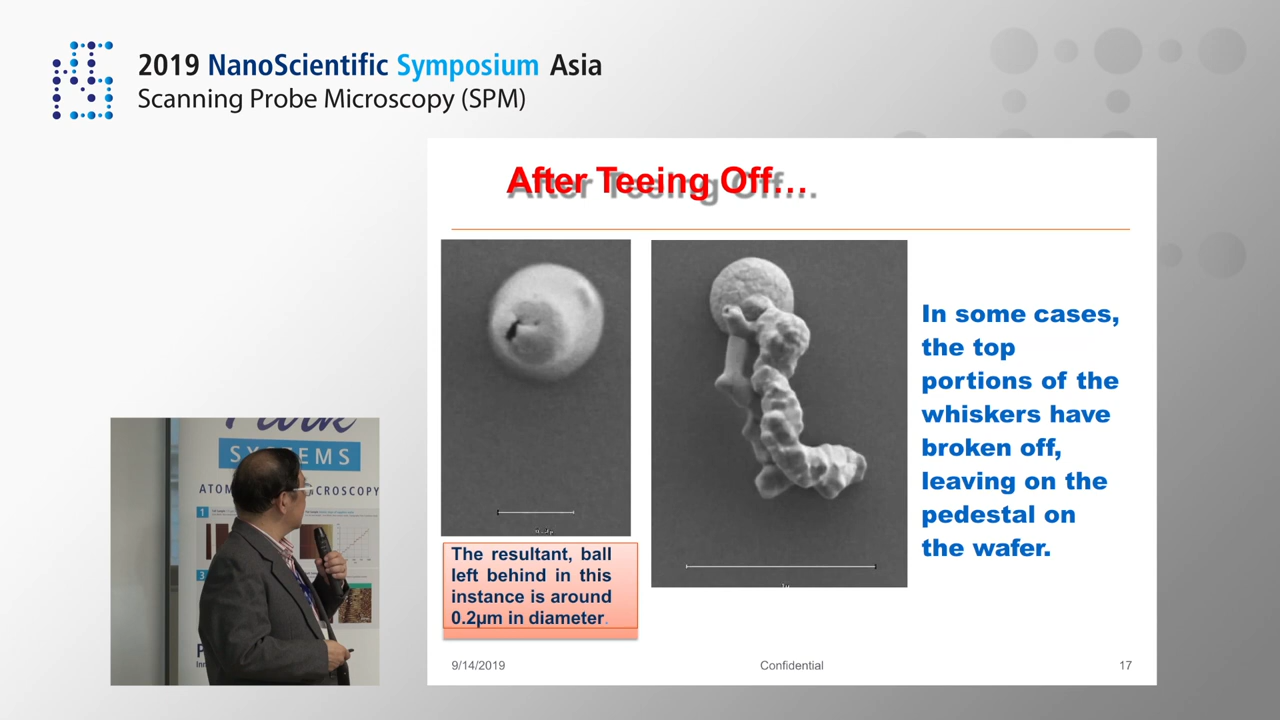 2019 NanoScientific Symposium Asia
Scanning Probe Microscopy (SPM)
After Teeing Off…
In some cases,
the top
portions of the
whiskers have
broken off,
leaving on the
pedestal on
the wafer.
The resultant, ball
left behind in this
instance is around
0.2µm in diameter.
9/14/2019
Confidential
17
SYSTEMS
1
3